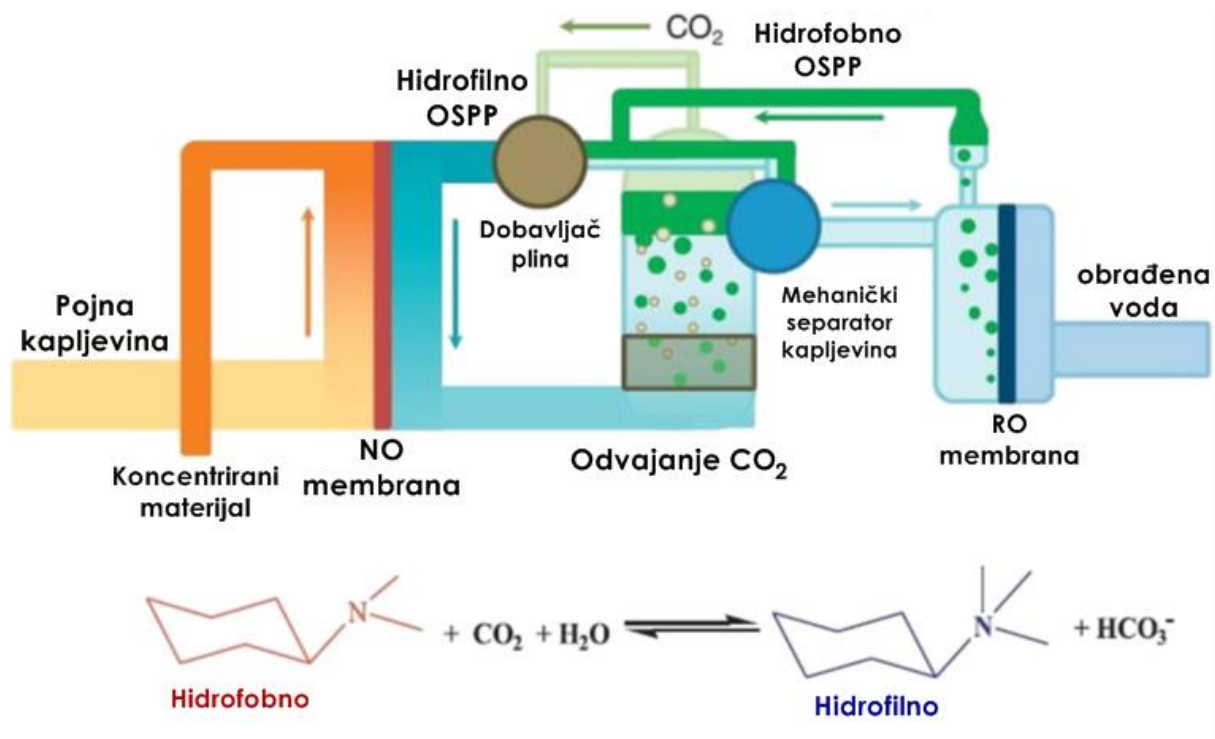 CO₂
Hidrofobno
OSPP
Hidrofilno
OSPP
Dobavljač
plina
Mehanički
separator
kapljevina
obrađena
voda
Pojna
kapljevina
Koncentrirani
materijal
NO
membrana
Odvajanje CO₂
RO
membrana
N + CO₂ + H₂O N + HCO₃⁻
Hidrofobno
Hidrofilno